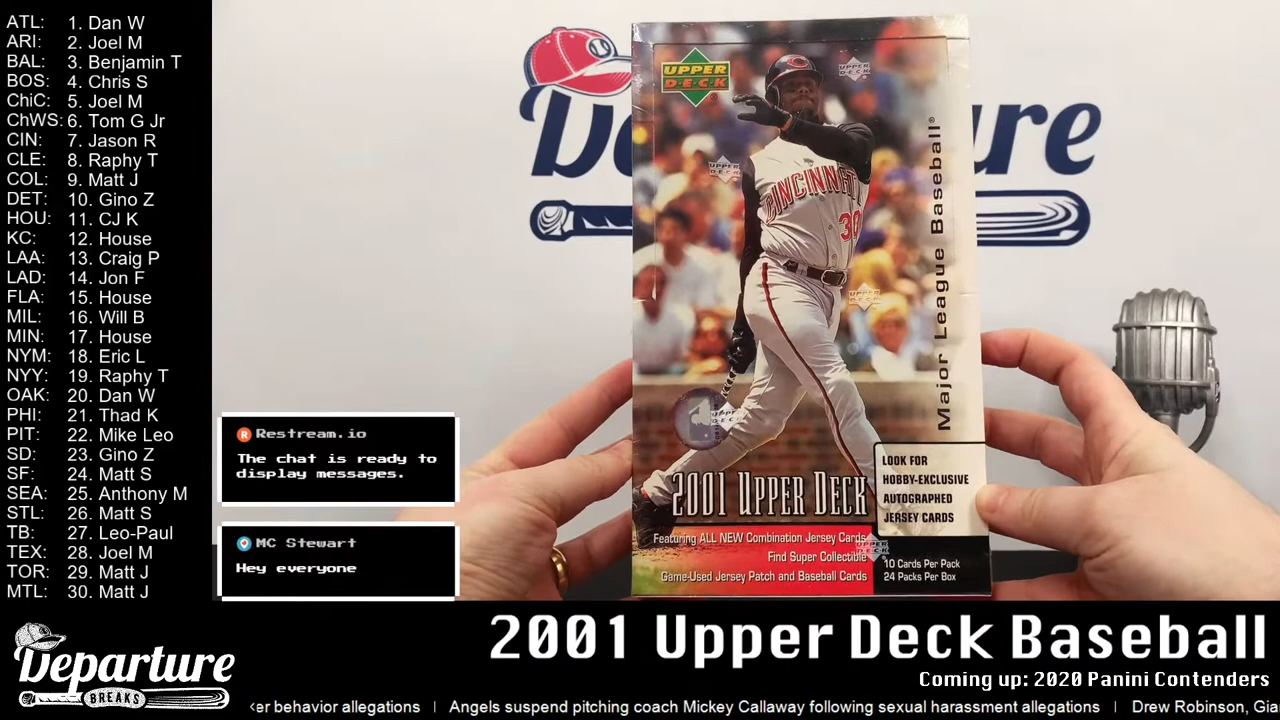 ATL: 1. Dan W
ARI: 2. Joel M
BAL: 3. Benjamin T
BOS: 4. Chris S
ChiC: 5. Joel M
ChWS: 6. Tom G Jr
CIN: 7. Jason R
CLE: 8. Raphy T
COL: 9. Matt J
DET: 10. Gino Z
HOU: 11. CJ K
KC: 12. House
LAA: 13. Craig P
LAD: 14. Jon F
FLA: 15. House
MIL: 16. Will B
MIN: 17. House
NYM: 18. Eric L
NYY: 19. Raphy T
OAK: 20. Dan W
PHI: 21. Thad K
PIT: 22. Mike Leo
SD: 23. Gino Z
SF: 24. Matt S
SEA: 25. Anthony M
STL: 26. Matt S
TB: 27. Leo-Paul
TEX: 28. Joel M
TOR: 29. Matt J
MTL: 30. Matt J
Restream.io
The chat is ready to
display messages.
MC Stewart
Hey everyone
UPPER
DECK
UPPER
DECK
CINCINNATI
30
Major League Baseball®
LOOK FOR
HOBBY-EXCLUSIVE
AUTOGRAPHED
JERSEY CARDS
2001 UPPER DECK
Featuring ALL NEW Combination Jersey Cards
Find Super Collectible
Game-Used Jersey Patch and Baseball Cards
10 Cards Per Pack
24 Packs Per Box
2001 Upper Deck Baseball
Coming up: 2020 Panini Contenders
Departure
BREAKS
behavior allegations | Angels suspend pitching coach Mickey Callaway following sexual harassment allegations | Drew Robinson,